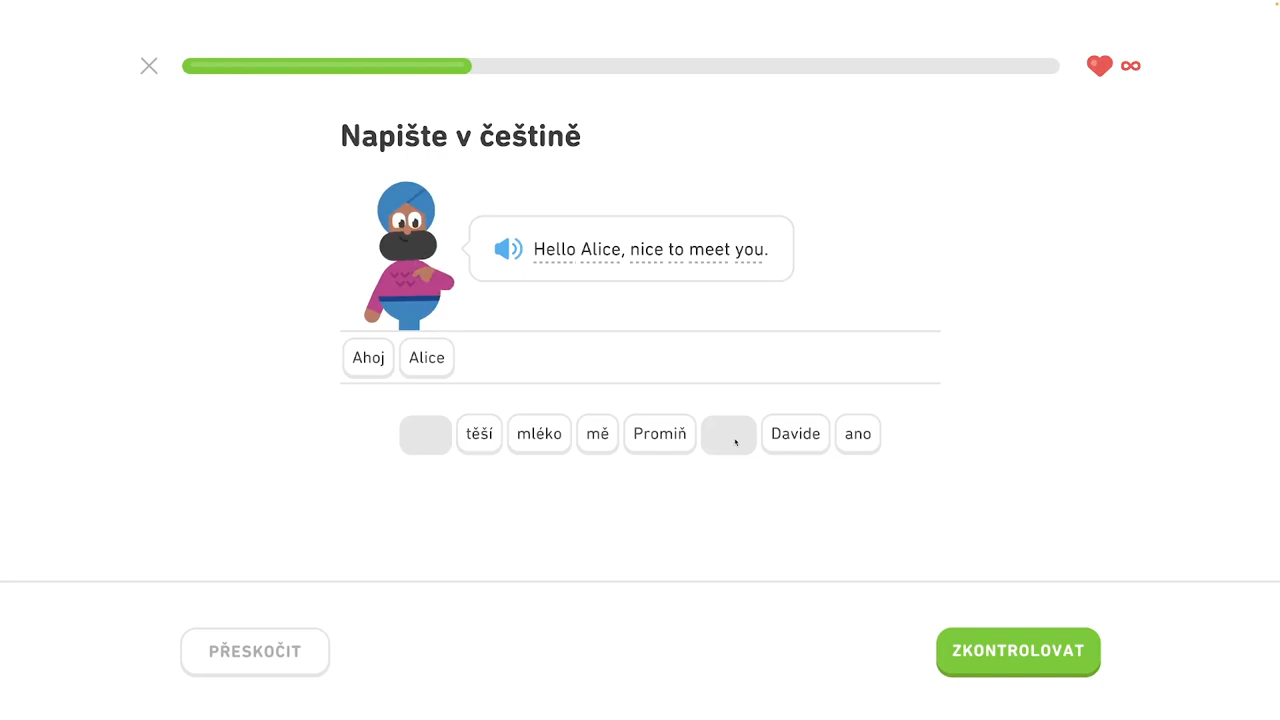 Napište v češtině
Hello Alice, nice to meet you.
Ahoj Alice
těší mléko mě Promiň Davide ano
PŘESKOČIT ZKONTROLOVAT